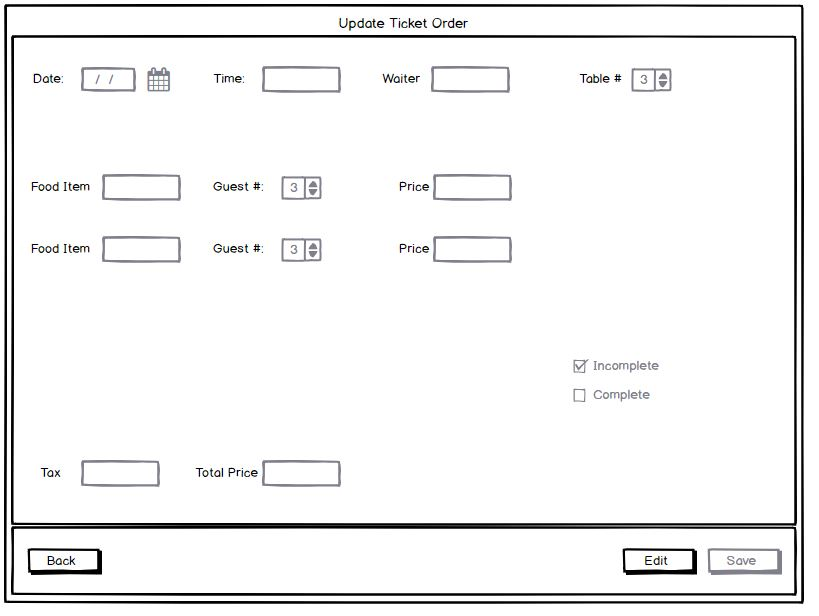 Update Ticket Order
Date: / / Time: Waiter Table # 3
Food Item Guest #: 3 Price
Food Item Guest #: 3 Price
Incomplete
Complete
Tax Total Price
Back Edit Save